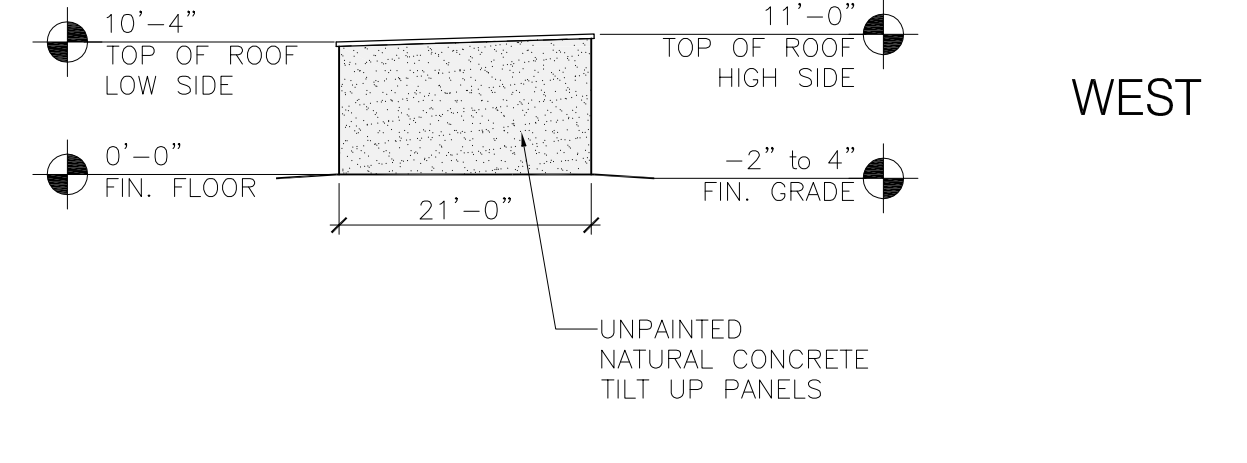 10’–4”
TOP OF ROOF
LOW SIDE
11’–0”
TOP OF ROOF
HIGH SIDE
WEST
0’–0”
FIN. FLOOR
–2” to 4”
FIN. GRADE
21’–0”
UNPAINTED
NATURAL CONCRETE
TILT UP PANELS